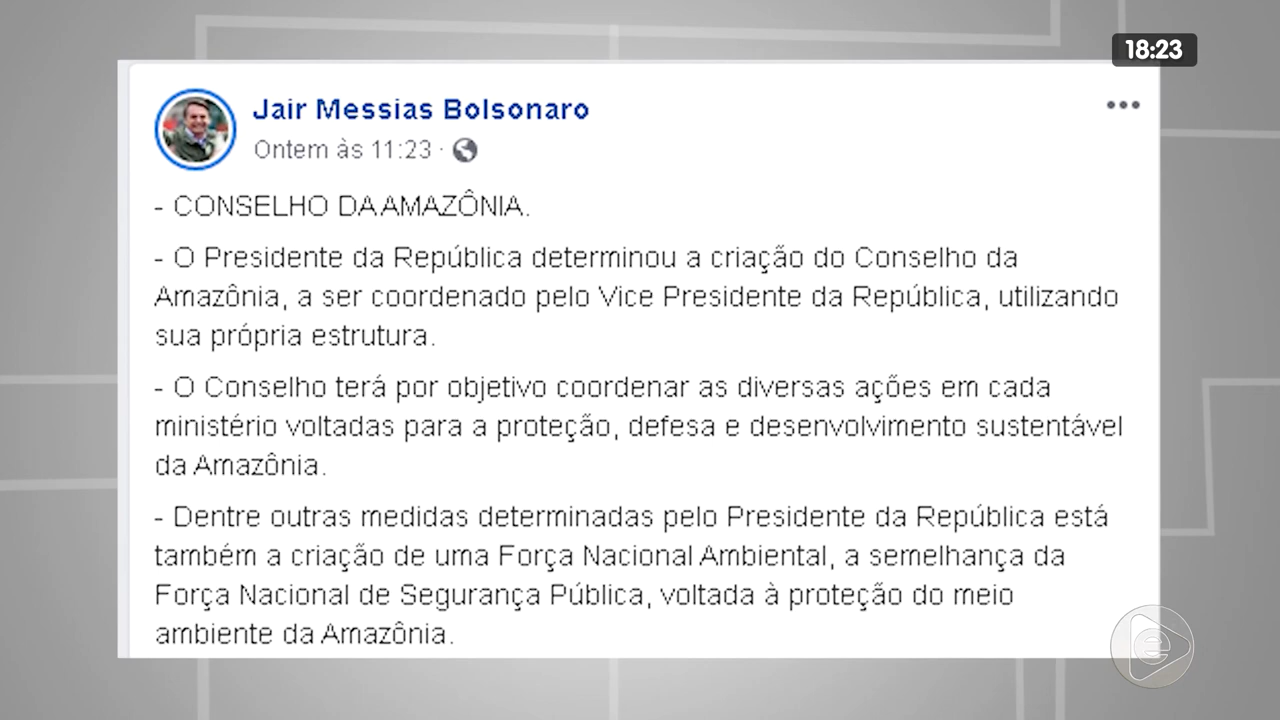 18:23
Jair Messias Bolsonaro
Ontem às 11:23 ·
- CONSELHO DA AMAZÔNIA.
- O Presidente da República determinou a criação do Conselho da
Amazônia, a ser coordenado pelo Vice Presidente da República, utilizando
sua própria estrutura.
- O Conselho terá por objetivo coordenar as diversas ações em cada
ministério voltadas para a proteção, defesa e desenvolvimento sustentável
da Amazônia.
- Dentre outras medidas determinadas pelo Presidente da República está
também a criação de uma Força Nacional Ambiental, a semelhança da
Força Nacional de Segurança Pública, voltada à proteção do meio
ambiente da Amazônia.
e